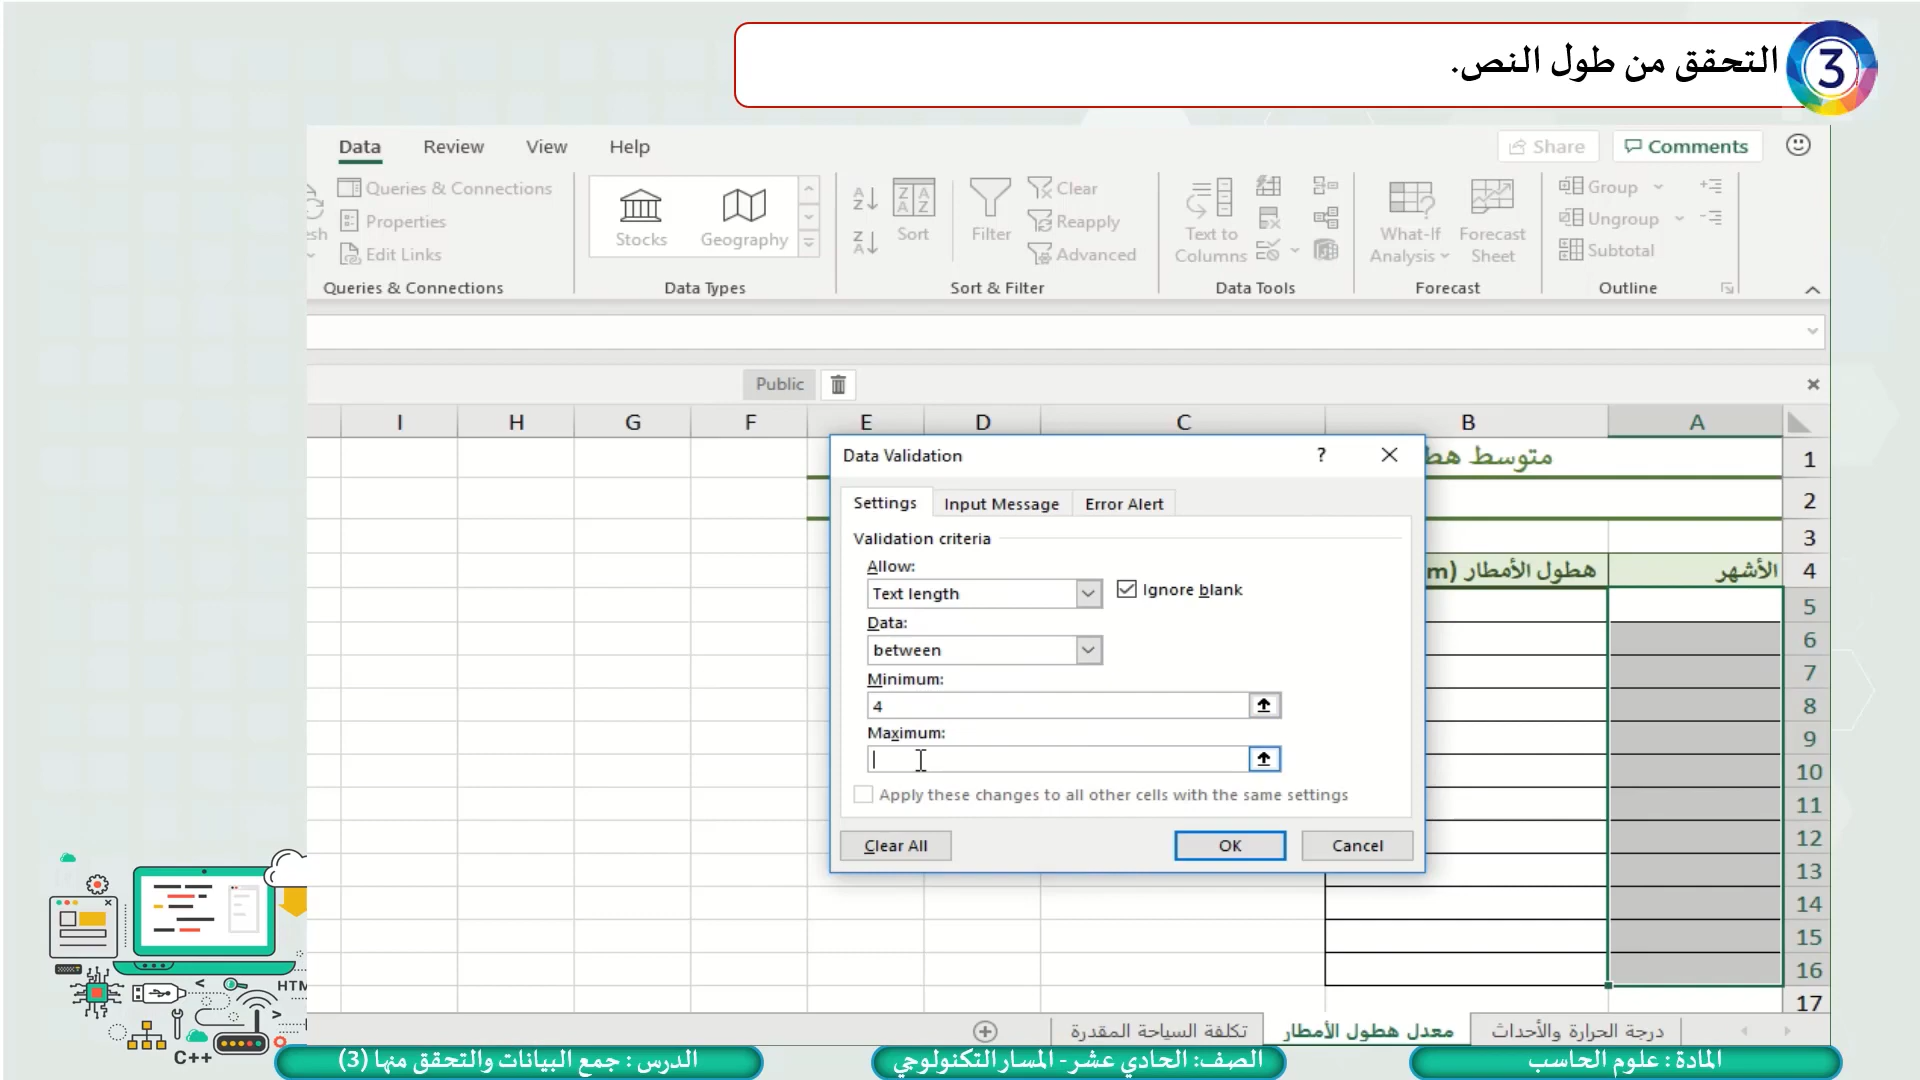 3
التحقق من طول النص.
Data Review View Help
Share Comments
Queries & Connections
Properties
Edit Links
Queries & Connections
Stocks Geography
Data Types
Sort Filter
Clear
Reapply
Advanced
Sort & Filter
Text to Columns
Data Tools
What-If Analysis
Forecast Sheet
Forecast
Group
Ungroup
Subtotal
Outline
Public
I H G F E D C B A
متوسط هط
الأشهر
هطول الأمطار (m
1
2
3
4
5
6
7
8
9
10
11
12
13
14
15
16
17
Data Validation
Settings Input Message Error Alert
Validation criteria
Allow:
Text length
Ignore blank
Data:
between
Minimum:
4
Maximum:
Apply these changes to all other cells with the same settings
Clear All OK Cancel
درجة الحرارة والأحداث
معدل هطول الأمطار
تكلفة السياحة المقدرة
HTM
C++
المادة : علوم الحاسب
الصف: الحادي عشر- المسار التكنولوجي
الدرس : جمع البيانات والتحقق منها (3)